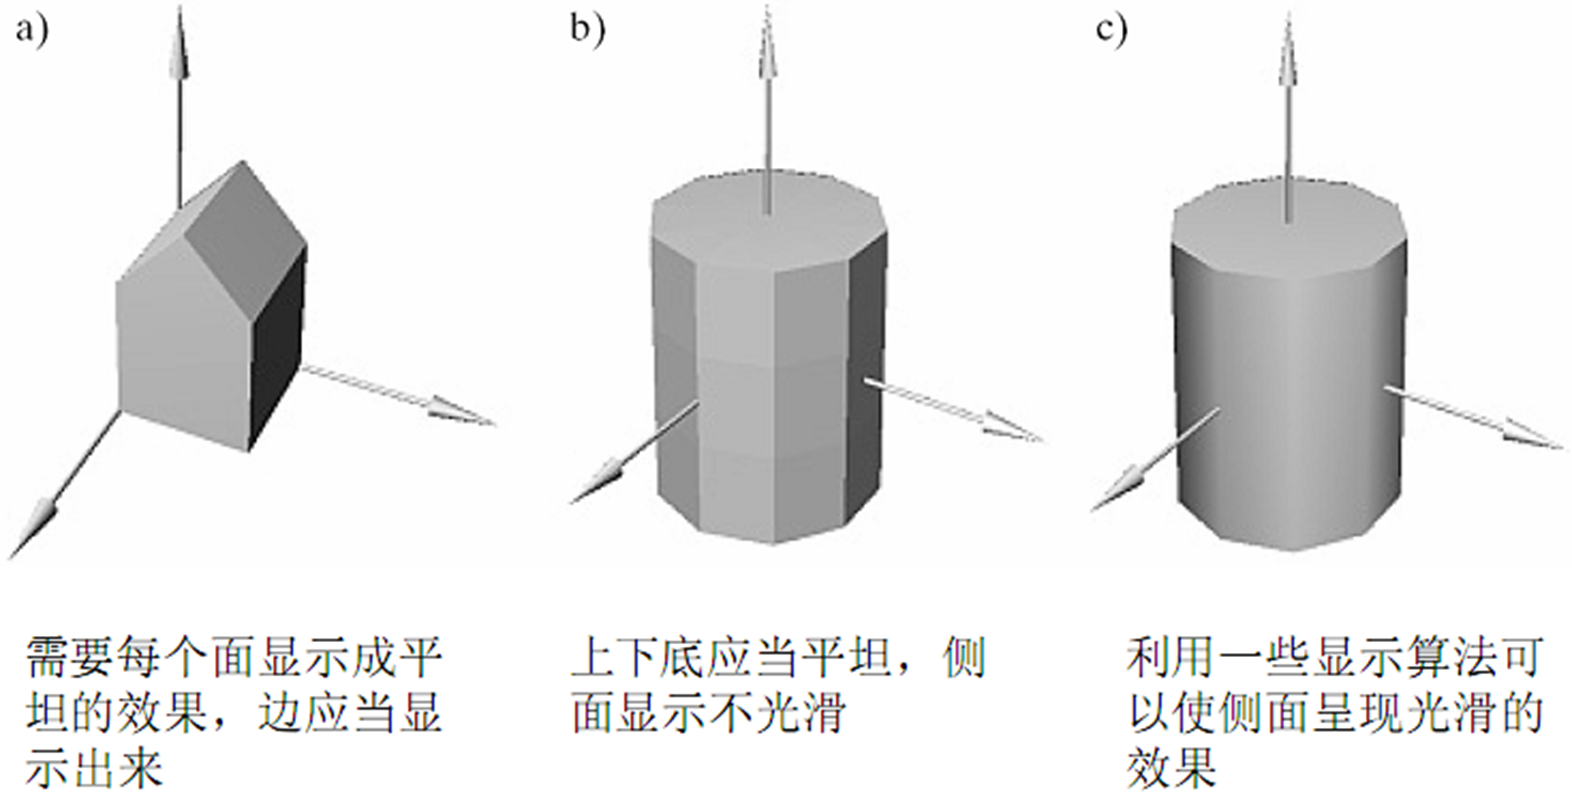 a)
b)
c)
需要每个面显示成平
坦的效果，边应当显
示出来
上下底应当平坦，侧
面显示不光滑
利用一些显示算法可
以使侧面呈现光滑的
效果